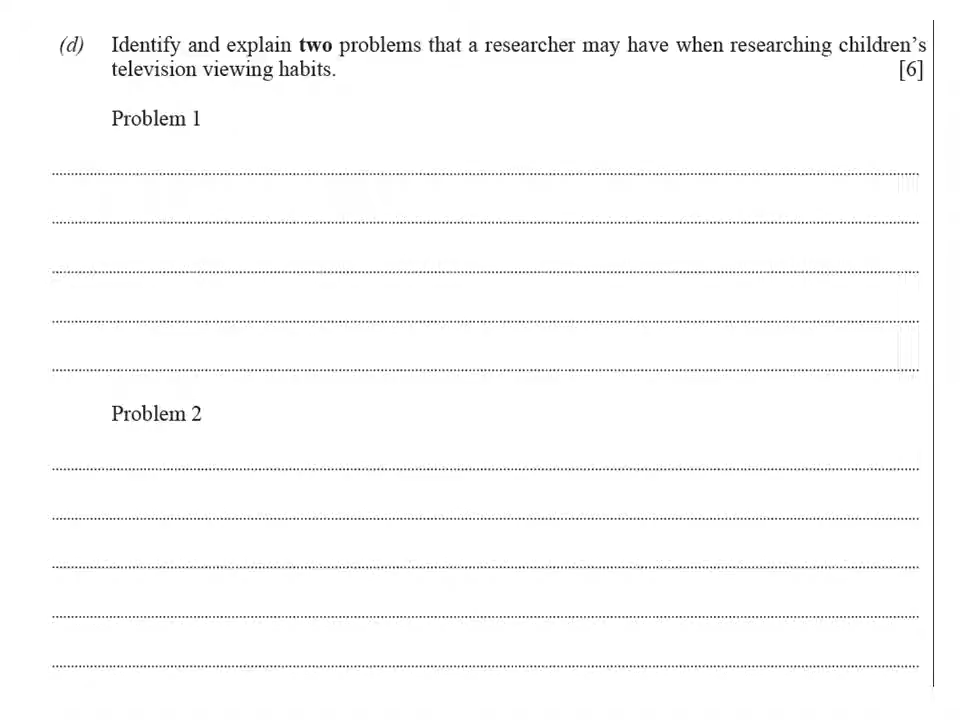 (d) Identify and explain two problems that a researcher may have when researching children's
television viewing habits. [6]
Problem 1
Problem 2